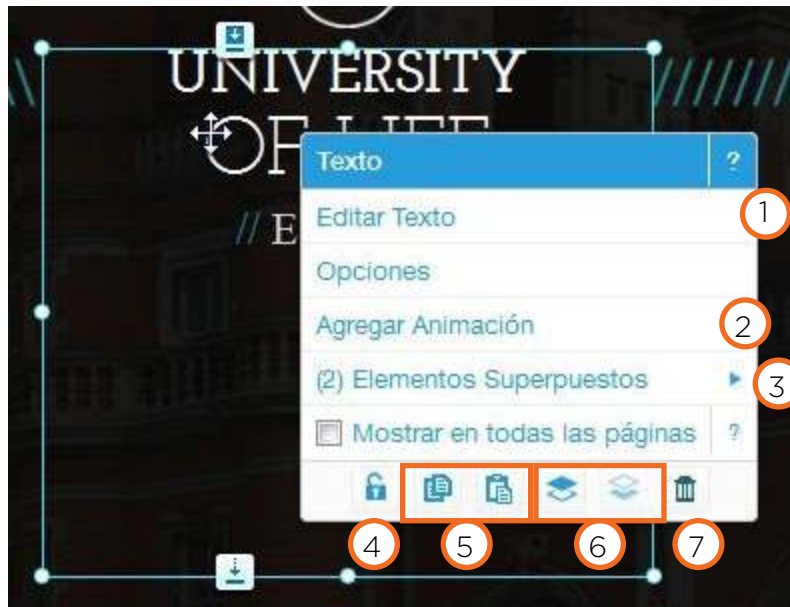 UNIVERSITY
OF LIFE
// E
Texto ?
Editar Texto 1
Opciones
Agregar Animación 2
(2) Elementos Superpuestos 3
Mostrar en todas las páginas ?
4 5 6 7